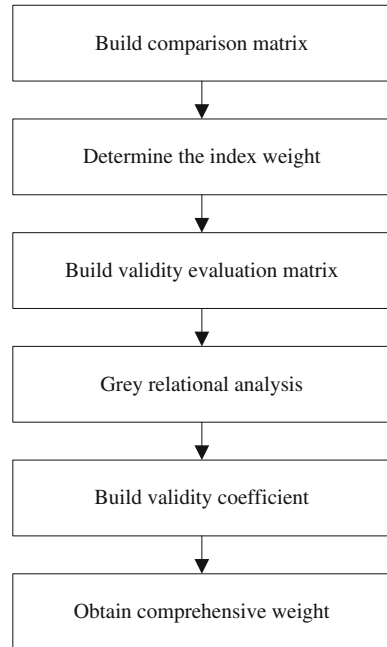 Build comparison matrix
Determine the index weight
Build validity evaluation matrix
Grey relational analysis
Build validity coefficient
Obtain comprehensive weight